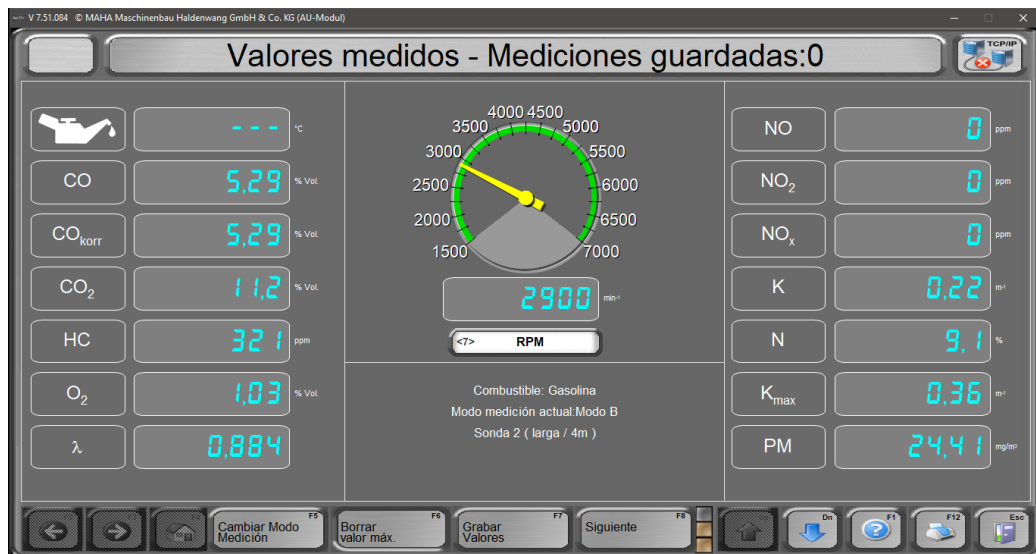 V 7.51.084 © MAHA Maschinenbau Haldenwang GmbH & Co. KG (AU-Modul)
Valores medidos - Mediciones guardadas:0
TCP/IP
- - - °C
CO 5,29 % Vol.
COkorr 5,29 % Vol.
CO2 11,2 % Vol.
HC 321 ppm
O2 1,03 % Vol.
λ 0,884
4000 4500
3500 5000
3000 5500
2500 6000
2000 6500
1500 7000
2900 min-¹
<7> RPM
Combustible: Gasolina
Modo medición actual:Modo B
Sonda 2 ( larga / 4m )
NO 0 ppm
NO2 0 ppm
NOx 0 ppm
K 0,22 m-¹
N 9,1 %
Kmax 0,36 m-¹
PM 24,41 mg/m³
Cambiar Modo F5
Medición
Borrar F6
valor máx.
Grabar F7
Valores
Siguiente F8
Dn
F1
F12
Esc